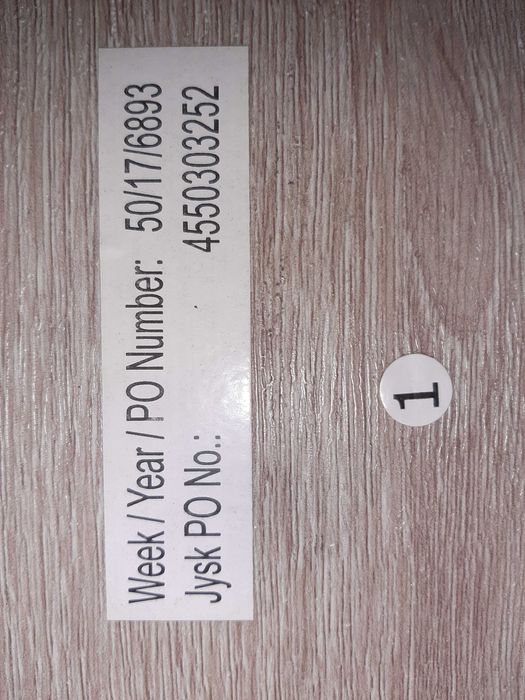 Week / Year / PO Number: 50/17/6893
Jysk PO No.: 4550303252
1